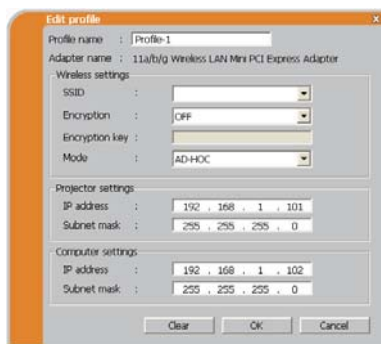 Edit profile x
Profile name : Profile-1
Adapter name : 11a/b/g Wireless LAN Mini PCI Express Adapter
Wireless settings
SSID :
Encryption : OFF
Encryption key :
Mode : AD-HOC
Projector settings
IP address : 192 . 168 . 1 . 101
Subnet mask : 255 . 255 . 255 . 0
Computer settings
IP address : 192 . 168 . 1 . 102
Subnet mask : 255 . 255 . 255 . 0
Clear OK Cancel